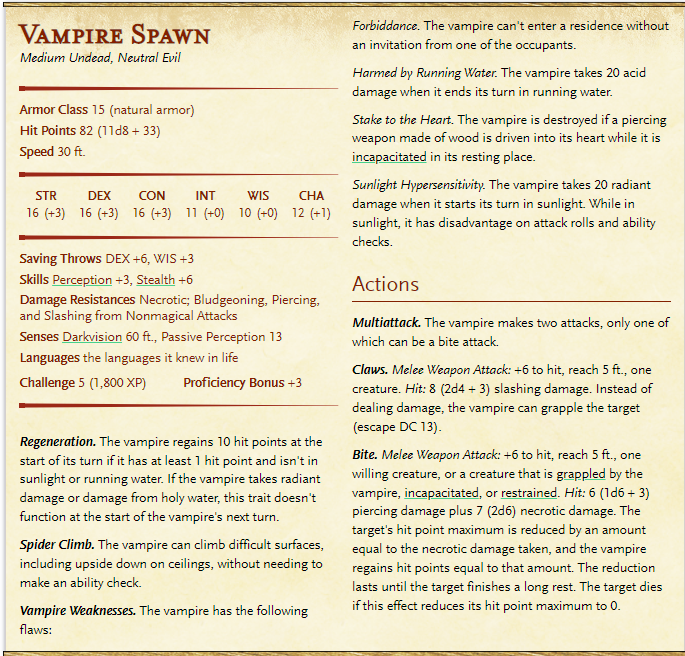 Vampire Spawn
Medium Undead, Neutral Evil
Armor Class 15 (natural armor)
Hit Points 82 (11d8 + 33)
Speed 30 ft.
STR DEX CON INT WIS CHA
16 (+3) 16 (+3) 16 (+3) 11 (+0) 10 (+0) 12 (+1)
Saving Throws DEX +6, WIS +3
Skills Perception +3, Stealth +6
Damage Resistances Necrotic; Bludgeoning, Piercing,
and Slashing from Nonmagical Attacks
Senses Darkvision 60 ft., Passive Perception 13
Languages the languages it knew in life
Challenge 5 (1,800 XP) Proficiency Bonus +3
Regeneration. The vampire regains 10 hit points at the
start of its turn if it has at least 1 hit point and isn't in
sunlight or running water. If the vampire takes radiant
damage or damage from holy water, this trait doesn't
function at the start of the vampire's next turn.
Spider Climb. The vampire can climb difficult surfaces,
including upside down on ceilings, without needing to
make an ability check.
Vampire Weaknesses. The vampire has the following
flaws:
Forbiddance. The vampire can't enter a residence without
an invitation from one of the occupants.
Harmed by Running Water. The vampire takes 20 acid
damage when it ends its turn in running water.
Stake to the Heart. The vampire is destroyed if a piercing
weapon made of wood is driven into its heart while it is
incapacitated in its resting place.
Sunlight Hypersensitivity. The vampire takes 20 radiant
damage when it starts its turn in sunlight. While in
sunlight, it has disadvantage on attack rolls and ability
checks.
Actions
Multiattack. The vampire makes two attacks, only one of
which can be a bite attack.
Claws. Melee Weapon Attack: +6 to hit, reach 5 ft., one
creature. Hit: 8 (2d4 + 3) slashing damage. Instead of
dealing damage, the vampire can grapple the target
(escape DC 13).
Bite. Melee Weapon Attack: +6 to hit, reach 5 ft., one
willing creature, or a creature that is grappled by the
vampire, incapacitated, or restrained. Hit: 6 (1d6 + 3)
piercing damage plus 7 (2d6) necrotic damage. The
target's hit point maximum is reduced by an amount
equal to the necrotic damage taken, and the vampire
regains hit points equal to that amount. The reduction
lasts until the target finishes a long rest. The target dies
if this effect reduces its hit point maximum to 0.